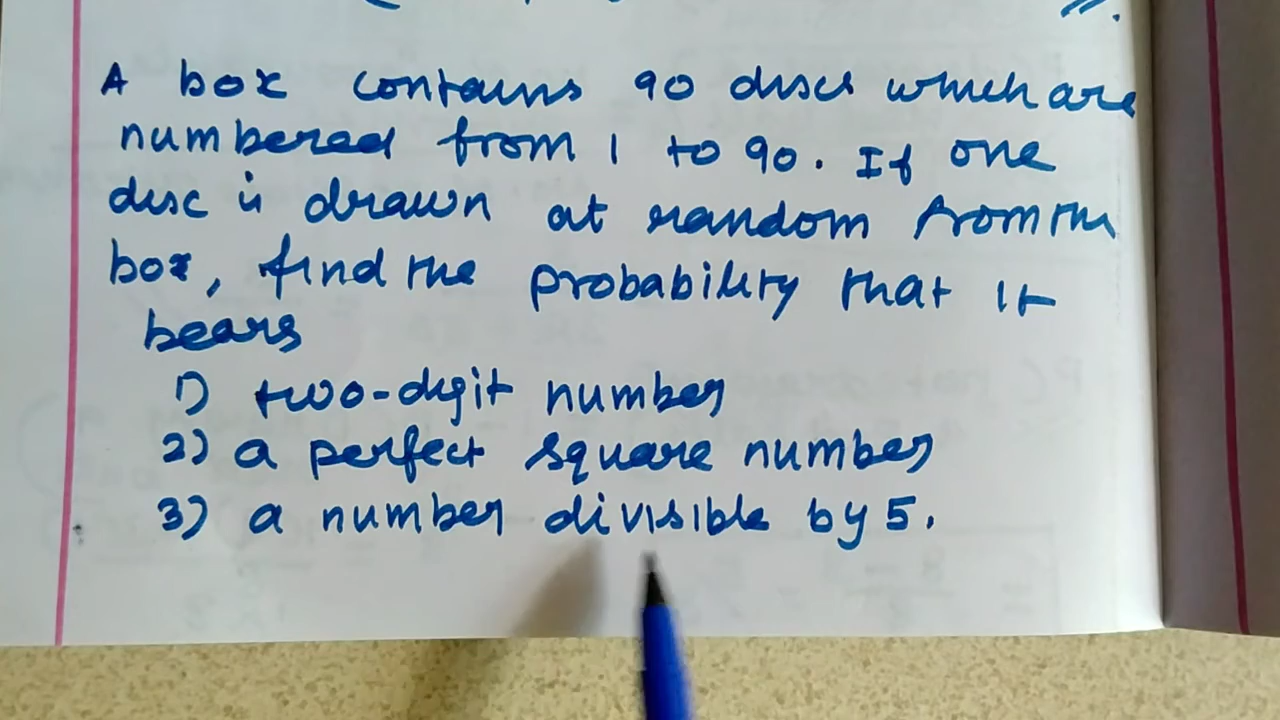 A box contains 90 discs which are
numbered from 1 to 90. If one
disc is drawn at random from the
box, find the probability that it
bears
1) two-digit number
2) a perfect square number
3) a number divisible by 5.